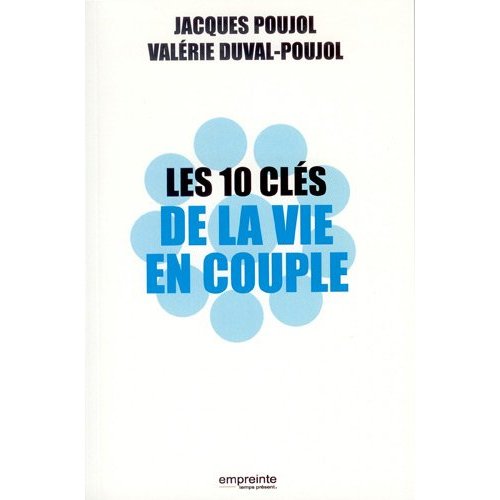 JACQUES POUJOL
VALÉRIE DUVAL-POUJOL
LES 10 CLÉS
DE LA VIE
EN COUPLE
empreinte
temps présent